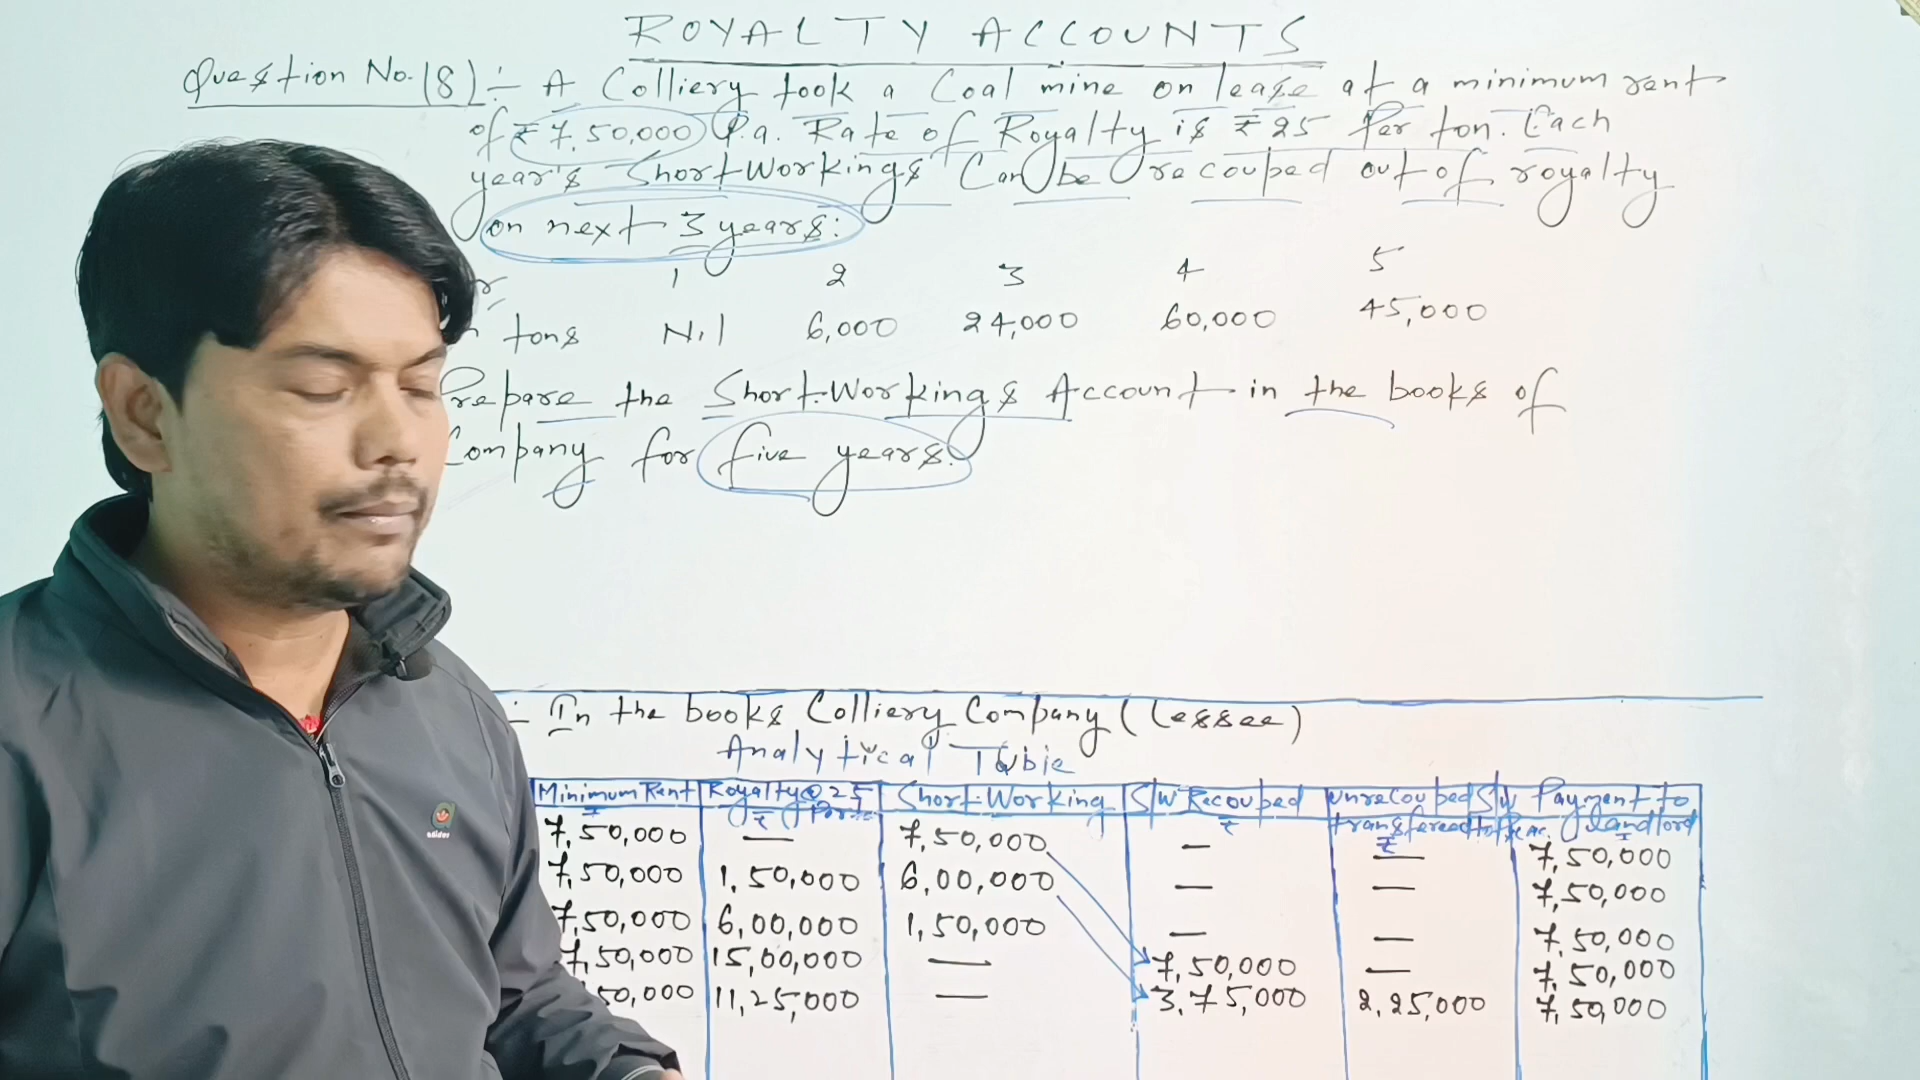 ROYALTY ACCOUNTS
Question No. (8):- A Colliery took a Coal mine on lease at a minimum rent
of ₹ 7,50,000 P.a. Rate of Royalty is ₹ 25 Per ton. Each
year's Short-Workings Can be recouped out of royalty
on next 3 years:
1 2 3 4 5
tons Nil 6,000 24,000 60,000 45,000
Prepare the Short-Workings Account in the books of
Company for five years.
:- In the books Colliery Company (Lessee)
Analytical Table
Minimum Rent ₹ Royalty@25 Per ₹ Short-Working S/W Recouped ₹ Unrecouped S/W ₹ Payment to landlord ₹
7,50,000 — 7,50,000 — — 7,50,000
7,50,000 1,50,000 6,00,000 — — 7,50,000
7,50,000 6,00,000 1,50,000 — — 7,50,000
7,50,000 15,00,000 — 7,50,000 — 7,50,000
50,000 11,25,000 — 3,75,000 2,25,000 7,50,000